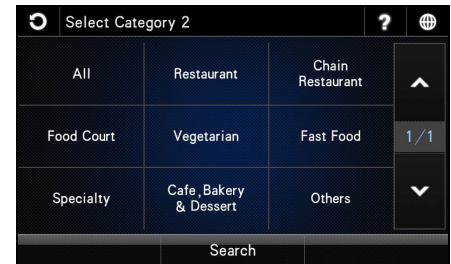 Select Category 2 ?
All
Restaurant
Chain
Restaurant
Food Court
Vegetarian
Fast Food
1/1
Specialty
Cafe,Bakery
& Dessert
Others
Search